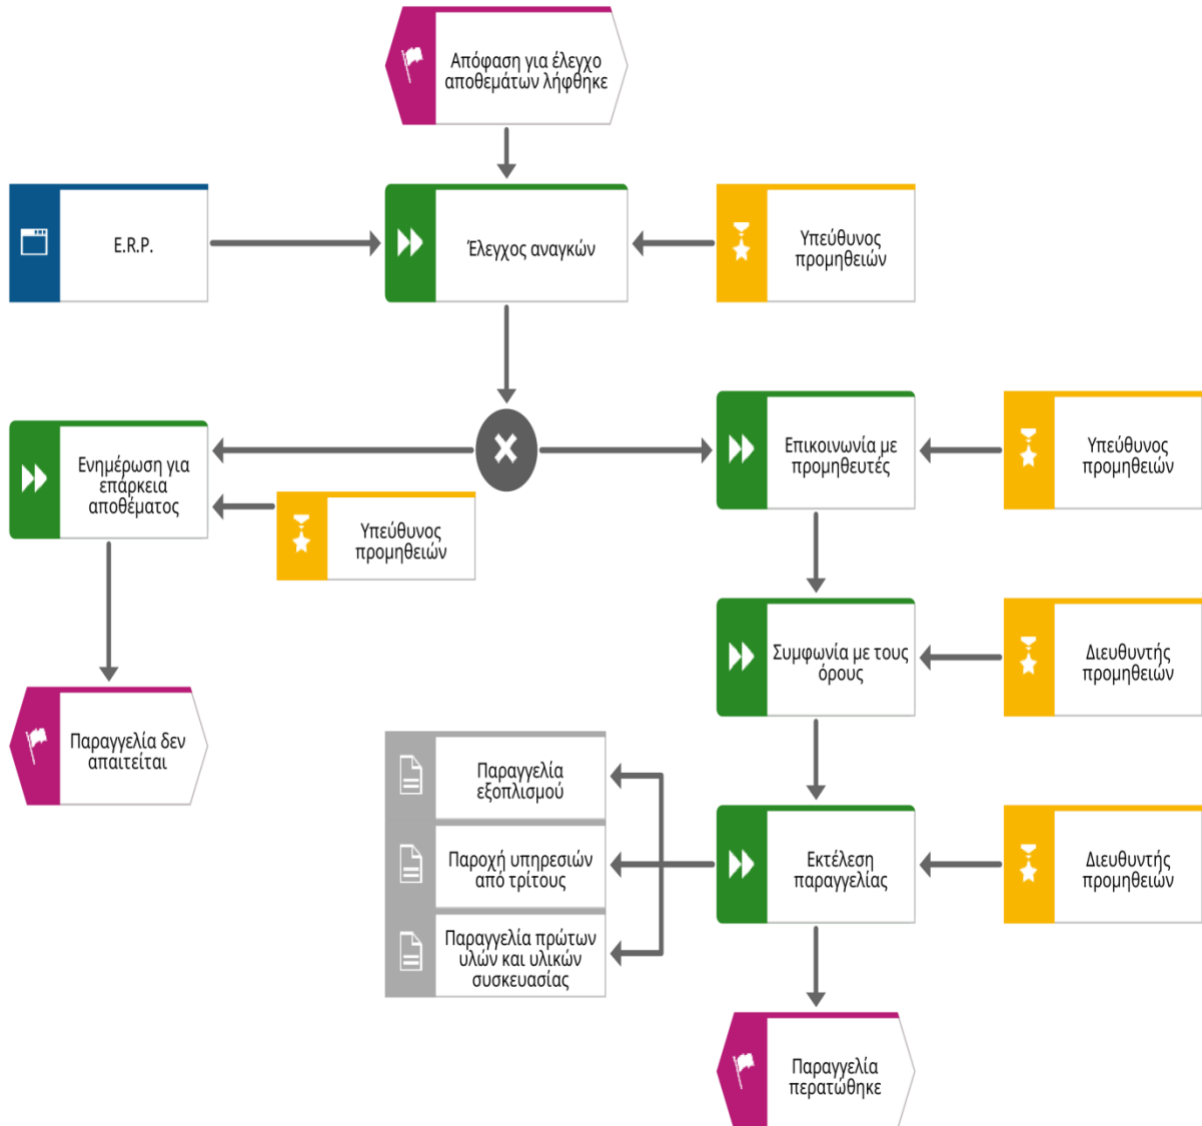 Απόφαση για έλεγχο
αποθεμάτων λήφθηκε
E.R.P.
Έλεγχος αναγκών
Υπεύθυνος
προμηθειών
Ενημέρωση για
επάρκεια
αποθέματος
Υπεύθυνος
προμηθειών
Επικοινωνία με
προμηθευτές
Υπεύθυνος
προμηθειών
Συμφωνία με τους
όρους
Διευθυντής
προμηθειών
Παραγγελία δεν
απαιτείται
Παραγγελία
εξοπλισμού
Παροχή υπηρεσιών
από τρίτους
Παραγγελία πρώτων
υλών και υλικών
συσκευασίας
Εκτέλεση
παραγγελίας
Διευθυντής
προμηθειών
Παραγγελία
περατώθηκε